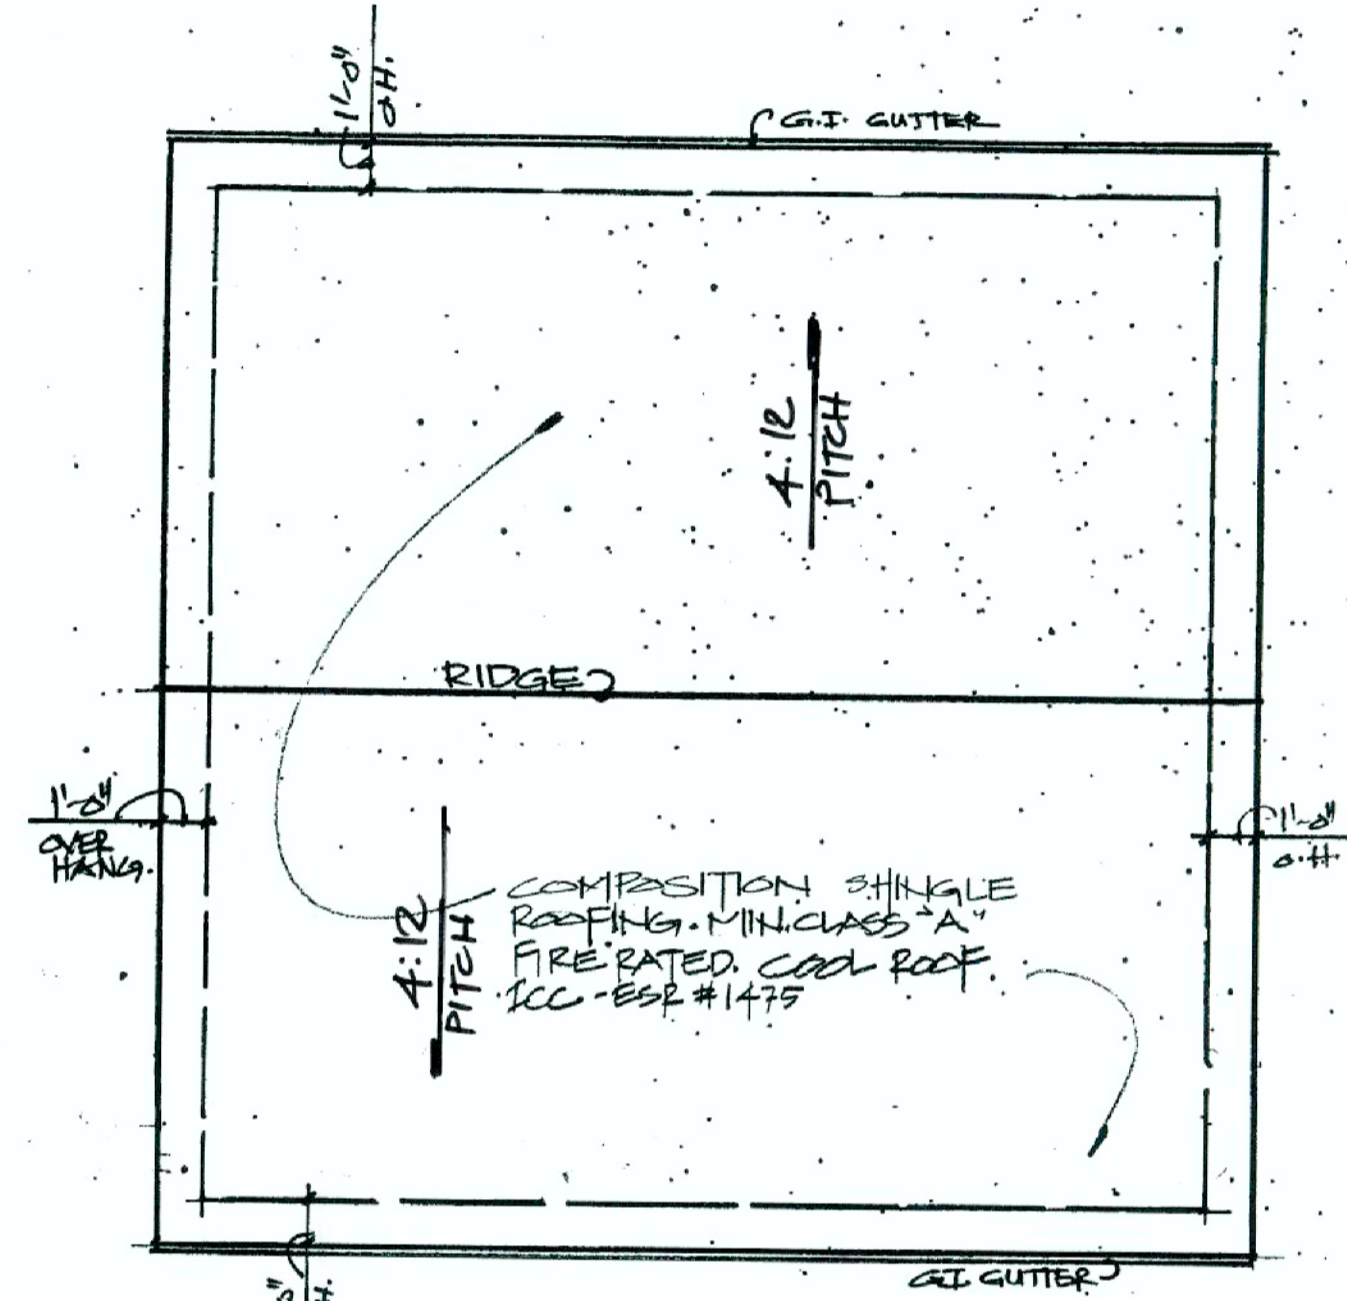 1'-0"
O.H.
G.I. GUTTER
4:12
PITCH
RIDGE
1'-0"
OVER
HANG.
1'-0"
O.H.
4:12
PITCH
COMPOSITION SHINGLE
ROOFING. MIN. CLASS "A"
FIRE RATED. COOL ROOF
ICC-ESR #1475
G.I. GUTTER